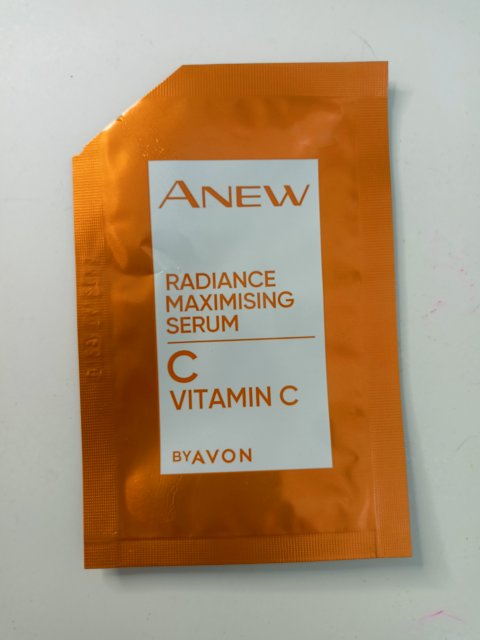 ANEW
RADIANCE
MAXIMISING
SERUM
C
VITAMIN C
BY AVON